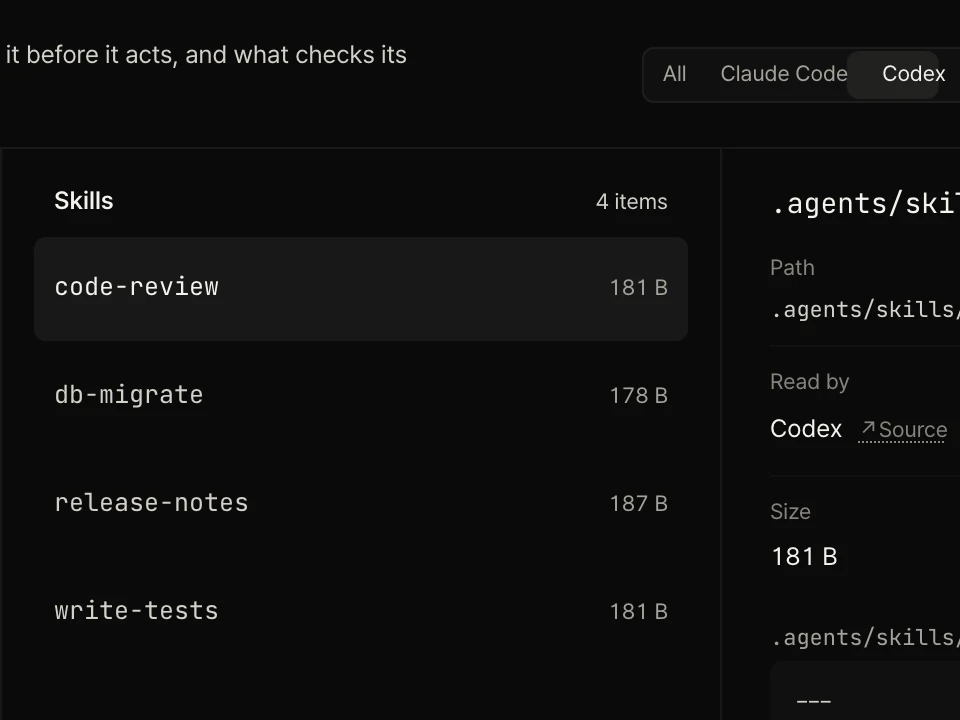 it before it acts, and what checks its
All Claude Code Codex
Skills 4 items
code-review 181 B
db-migrate 178 B
release-notes 187 B
write-tests 181 B
.agents/skil
Path
.agents/skills/
Read by
Codex ↗Source
Size
181 B
.agents/skills/
---